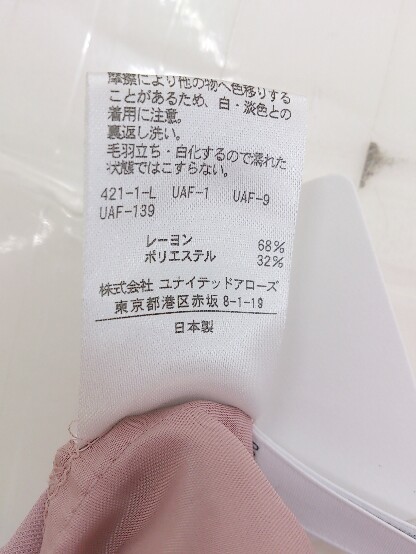 摩擦により他の物へ色移りする
ことがあるため、白・淡色との
着用に注意。
裏返し洗い。
毛羽立ち・白化するので濡れた
状態ではこすらない。
421-1-L UAF-1 UAF-9
UAF-139
レーヨン 68%
ポリエステル 32%
株式会社 ユナイテッドアローズ
東京都港区赤坂 8-1-19
日本製